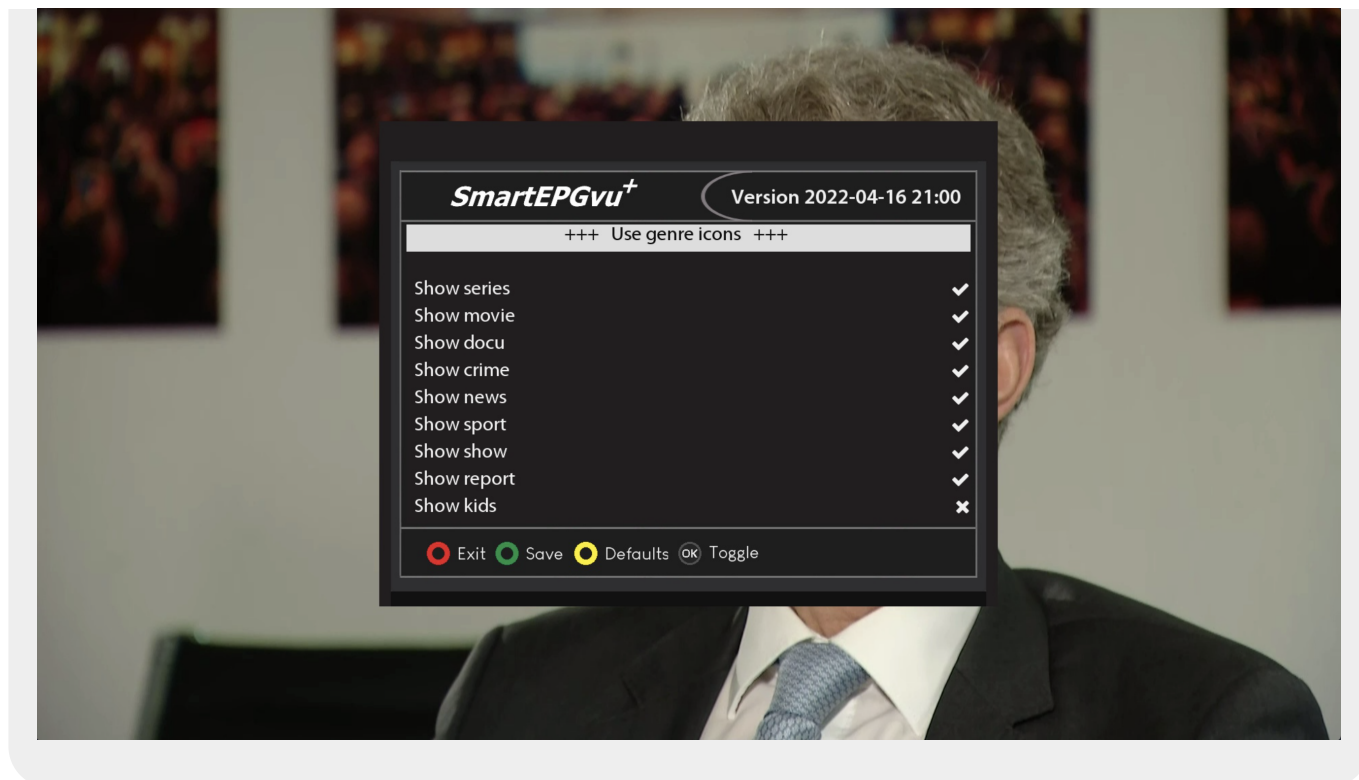 SmartEPGvu+
Version 2022-04-16 21:00
+++ Use genre icons +++
Show series
Show movie
Show docu
Show crime
Show news
Show sport
Show show
Show report
Show kids
Exit Save Defaults OK Toggle